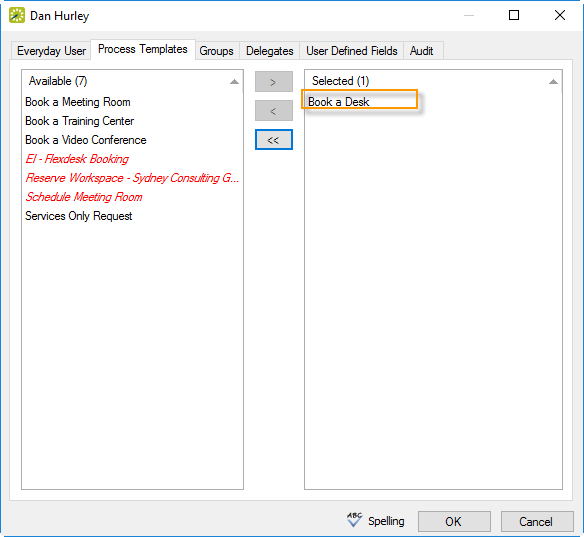 Dan Hurley
Everyday User Process Templates Groups Delegates User Defined Fields Audit
Available (7)
Book a Meeting Room
Book a Training Center
Book a Video Conference
EI - Flexdesk Booking
Reserve Workspace - Sydney Consulting G...
Schedule Meeting Room
Services Only Request
>
<
<<
Selected (1)
Book a Desk
ABC Spelling OK Cancel